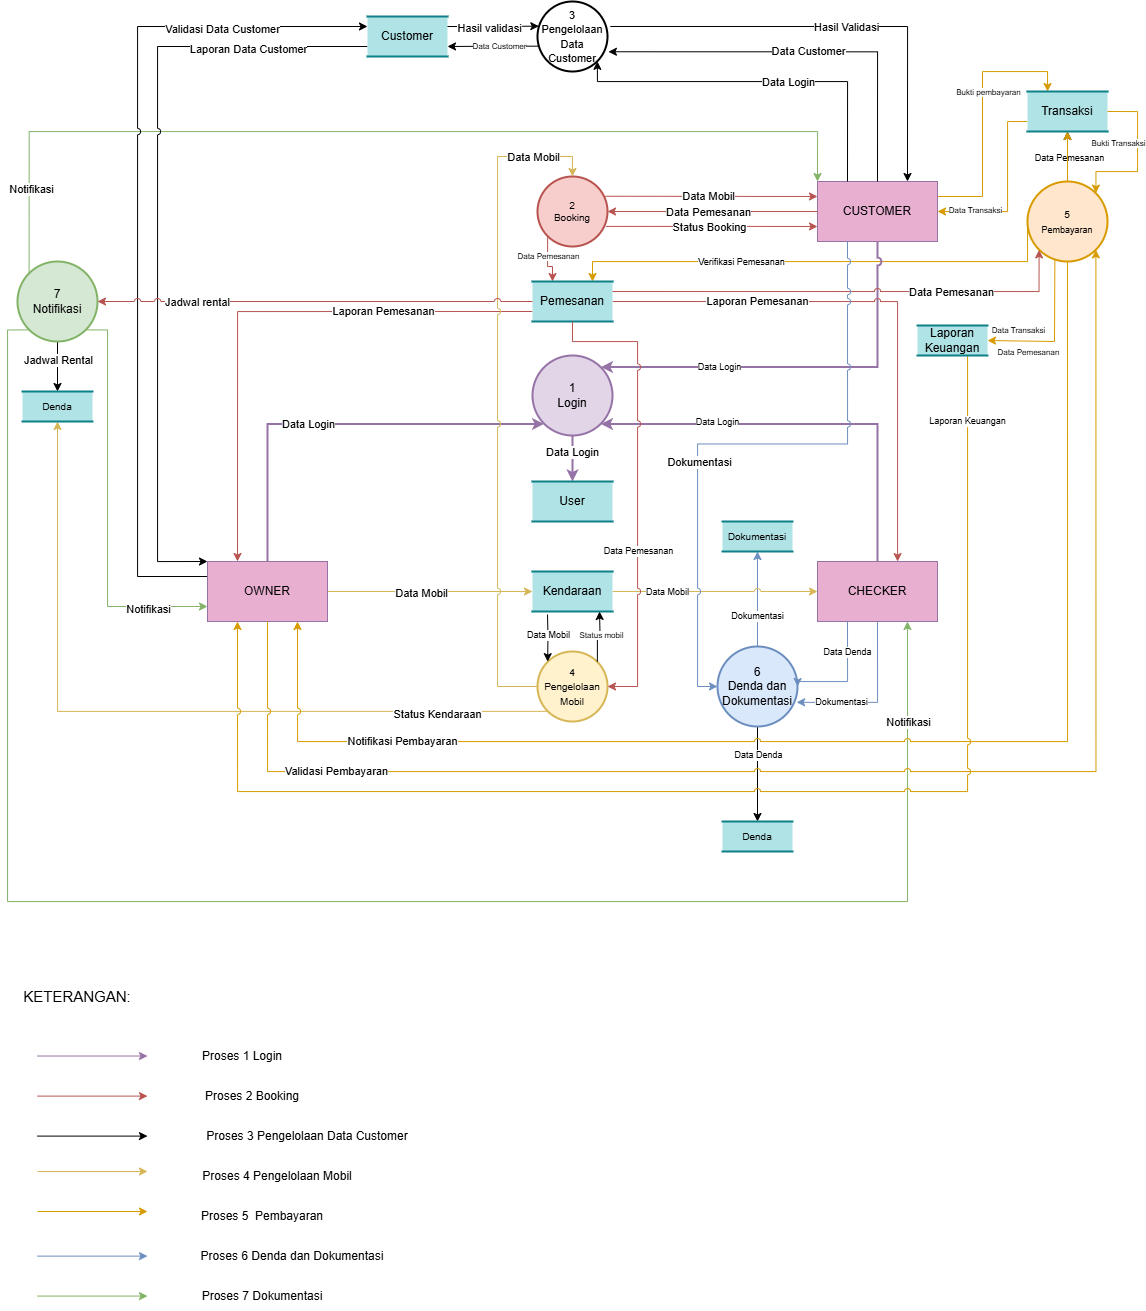 3
Pengelolaan
Data
Customer
Validasi Data Customer
Customer
Hasil validasi
Hasil Validasi
Laporan Data Customer
Data Customer
Data Customer
Data Login
Bukti pembayaran
Transaksi
Bukti Transaksi
Data Pemesanan
Data Mobil
Notifikasi
2
Booking
Data Mobil
Data Pemesanan
Status Booking
CUSTOMER
Data Transaksi
5
Pembayaran
Data Pemesanan
Verifikasi Pemesanan
7
Notifikasi
Jadwal rental
Pemesanan
Data Pemesanan
Laporan Pemesanan
Laporan Pemesanan
Laporan
Keuangan
Data Transaksi
Data Pemesanan
Jadwal Rental
Denda
1
Login
Data Login
Data Login
Data Login
Laporan Keuangan
Data Login
Dokumentasi
User
Dokumentasi
Data Pemesanan
OWNER
Data Mobil
Kendaraan
Data Mobil
CHECKER
Notifikasi
Data Mobil
Status mobil
Dokumentasi
Data Denda
4
Pengelolaan
Mobil
6
Denda dan
Dokumentasi
Dokumentasi
Status Kendaraan
Notifikasi
Notifikasi Pembayaran
Data Denda
Validasi Pembayaran
Denda
KETERANGAN:
Proses 1 Login
Proses 2 Booking
Proses 3 Pengelolaan Data Customer
Proses 4 Pengelolaan Mobil
Proses 5 Pembayaran
Proses 6 Denda dan Dokumentasi
Proses 7 Dokumentasi